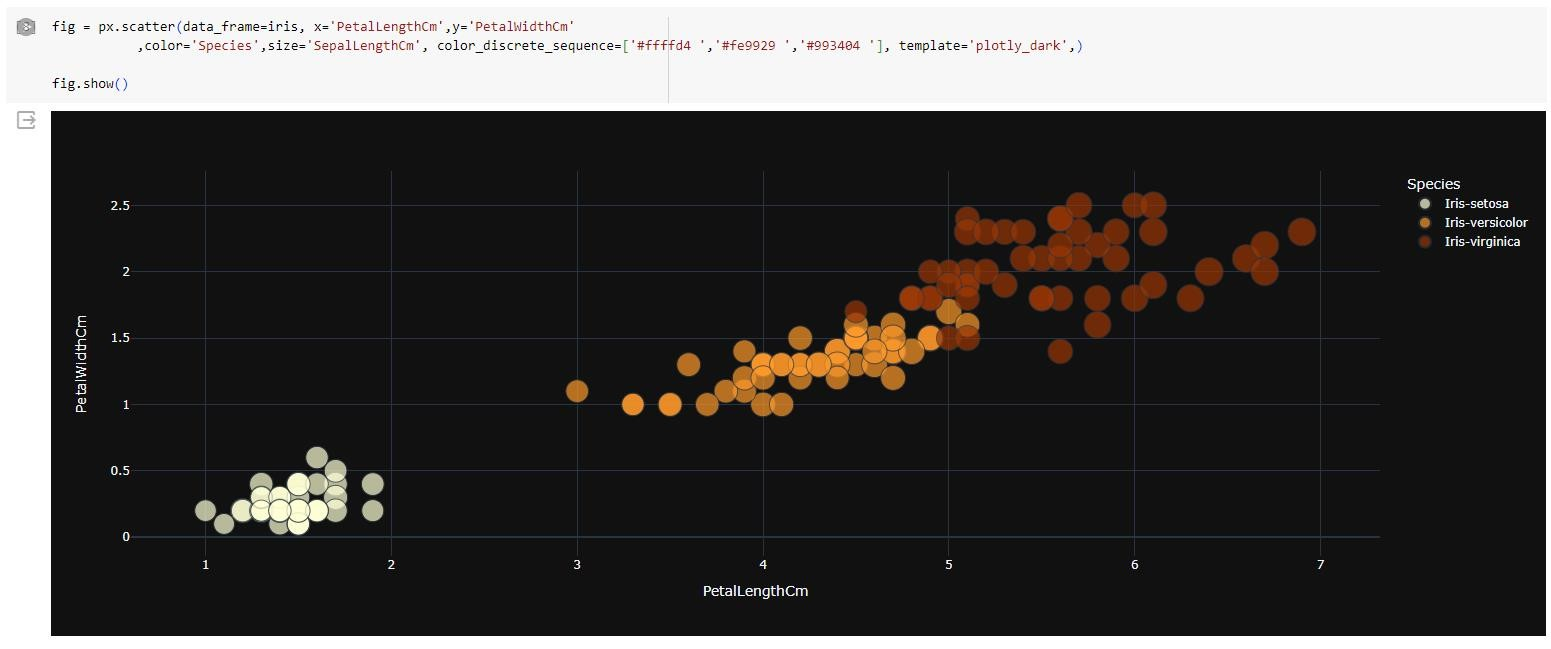 fig = px.scatter(data_frame=iris, x='PetalLengthCm',y='PetalWidthCm'
,color='Species',size='SepalLengthCm', color_discrete_sequence=['#ffffd4 ','#fe9929 ','#993404 '], template='plotly_dark',)
fig.show()
Species
Iris-setosa
Iris-versicolor
Iris-virginica
2.5
2
1.5
1
0.5
0
PetalWidthCm
1 2 3 4 5 6 7
PetalLengthCm